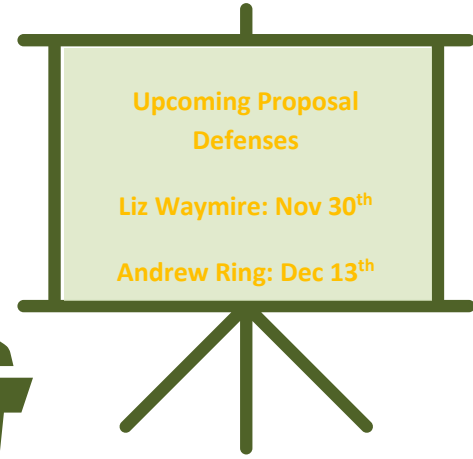 Upcoming Proposal
Defenses
Liz Waymire: Nov 30th
Andrew Ring: Dec 13th